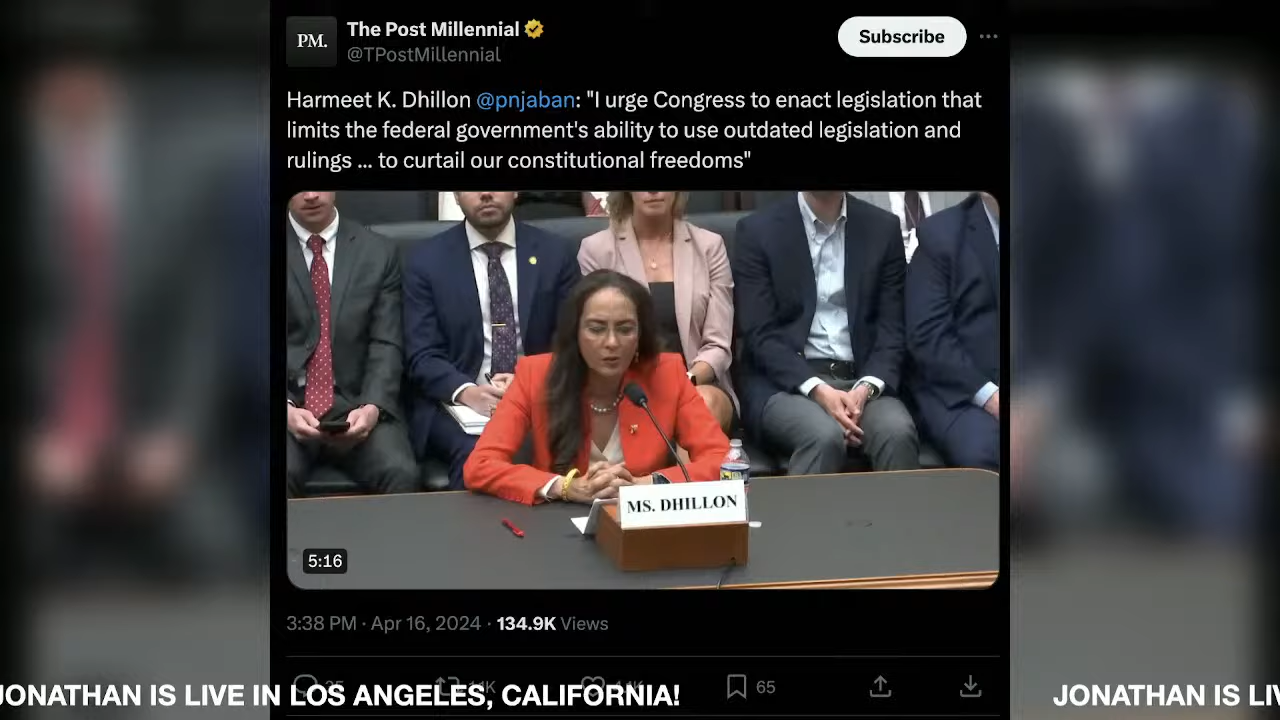 PM.
The Post Millennial
@TPostMillennial
Subscribe
Harmeet K. Dhillon @pnjaban: "I urge Congress to enact legislation that
limits the federal government's ability to use outdated legislation and
rulings ... to curtail our constitutional freedoms"
MS. DHILLON
5:16
3:38 PM · Apr 16, 2024 · 134.9K Views
65
JONATHAN IS LIVE IN LOS ANGELES, CALIFORNIA!
JONATHAN IS LIV